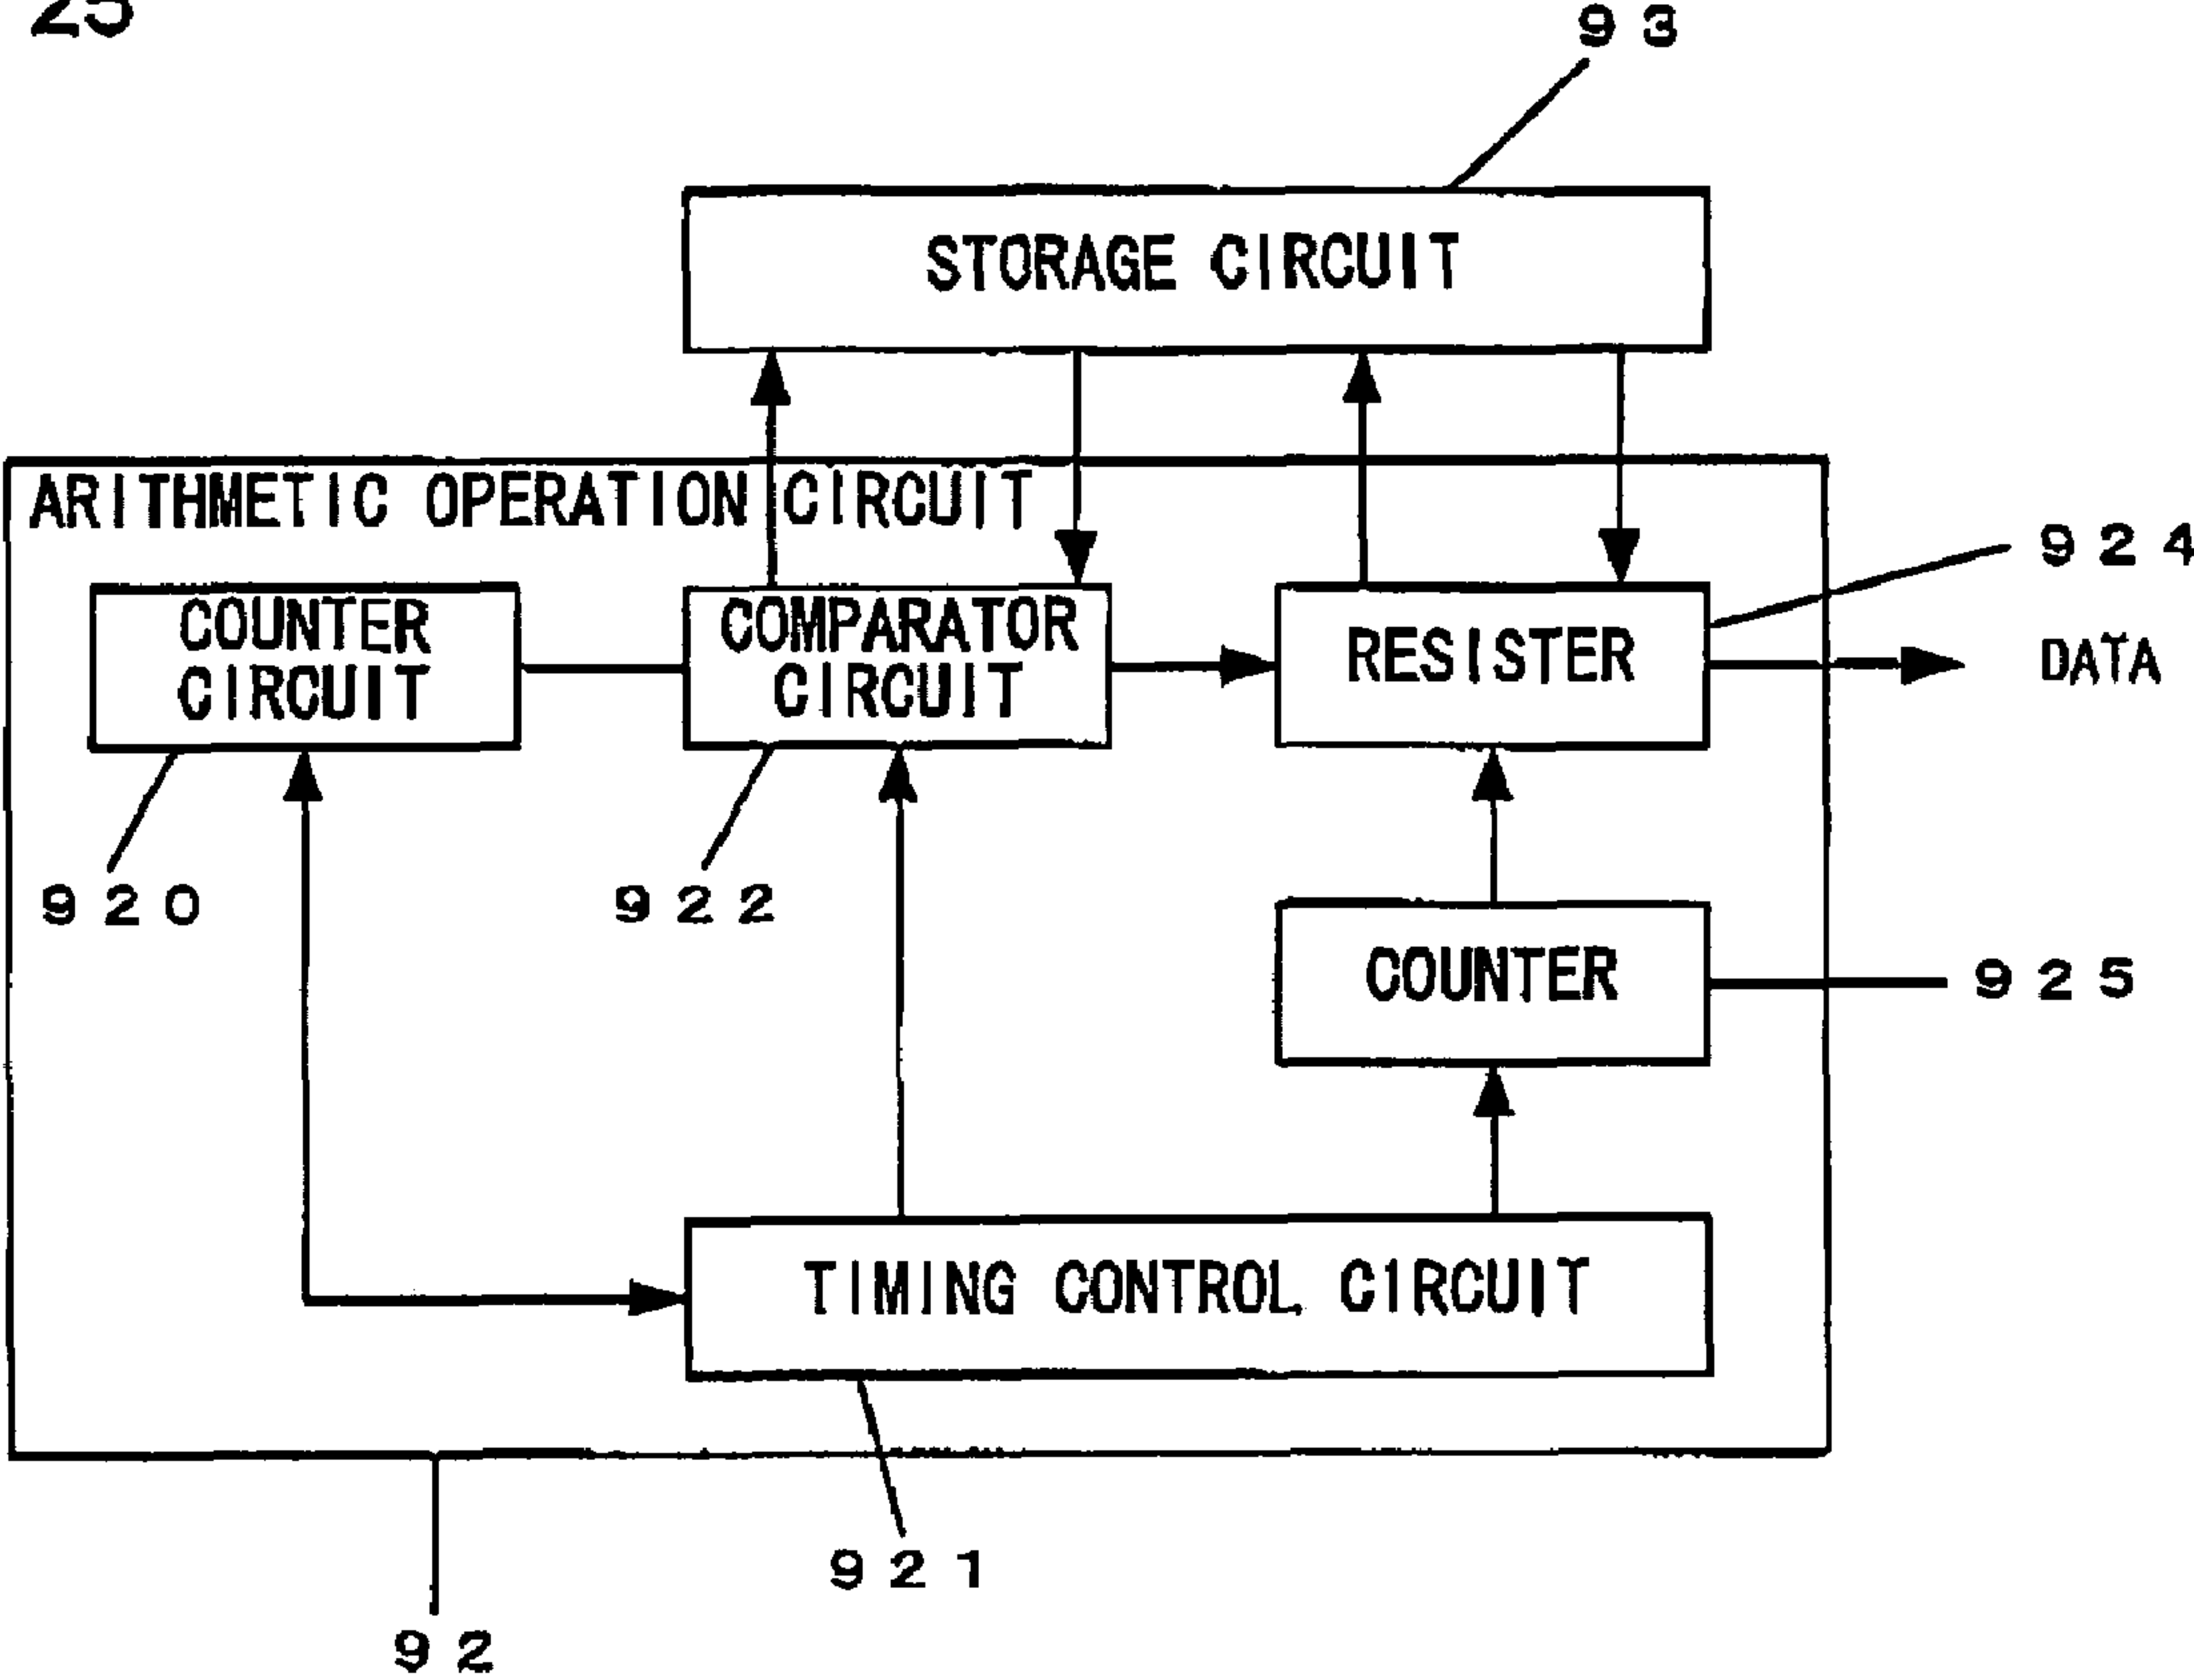 25
93
STORAGE CIRCUIT
ARITHMETIC OPERATION CIRCUIT
924
COUNTER
CIRCUIT
COMPARATOR
CIRCUIT
RESISTER
DATA
920
922
COUNTER
925
TIMING CONTROL CIRCUIT
921
92